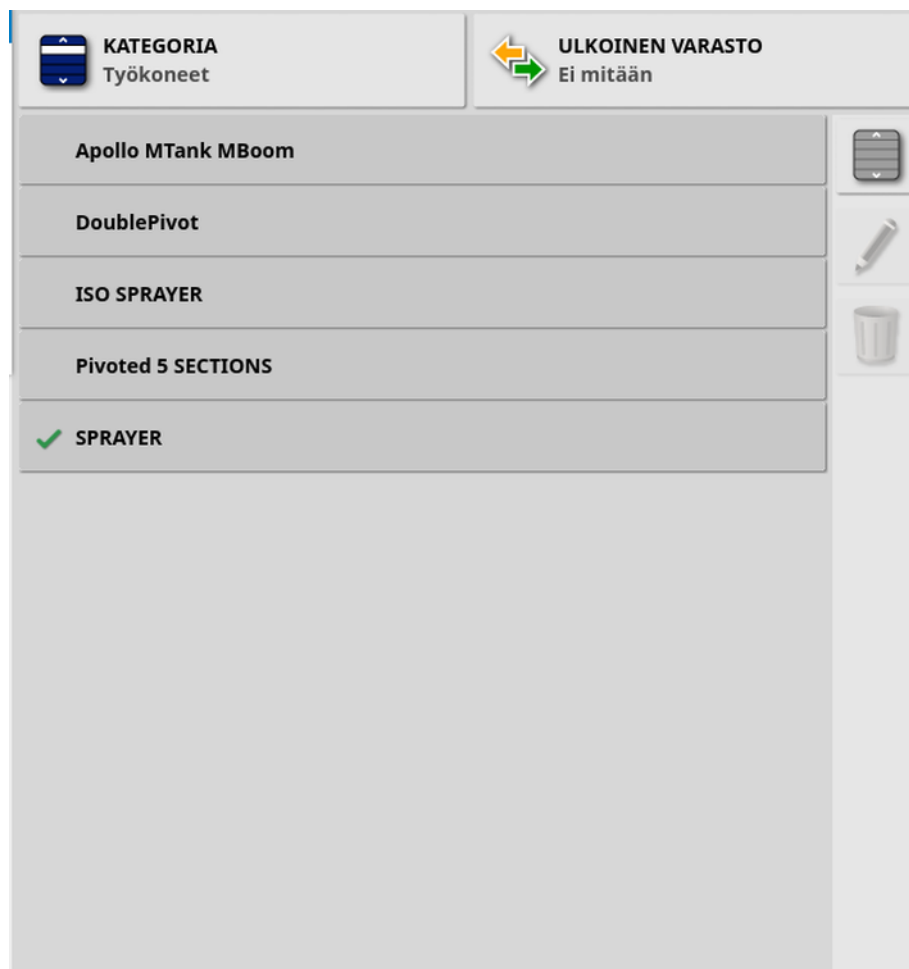 KATEGORIA
Työkoneet
ULKOINEN VARASTO
Ei mitään
Apollo MTank MBoom
DoublePivot
ISO SPRAYER
Pivoted 5 SECTIONS
SPRAYER